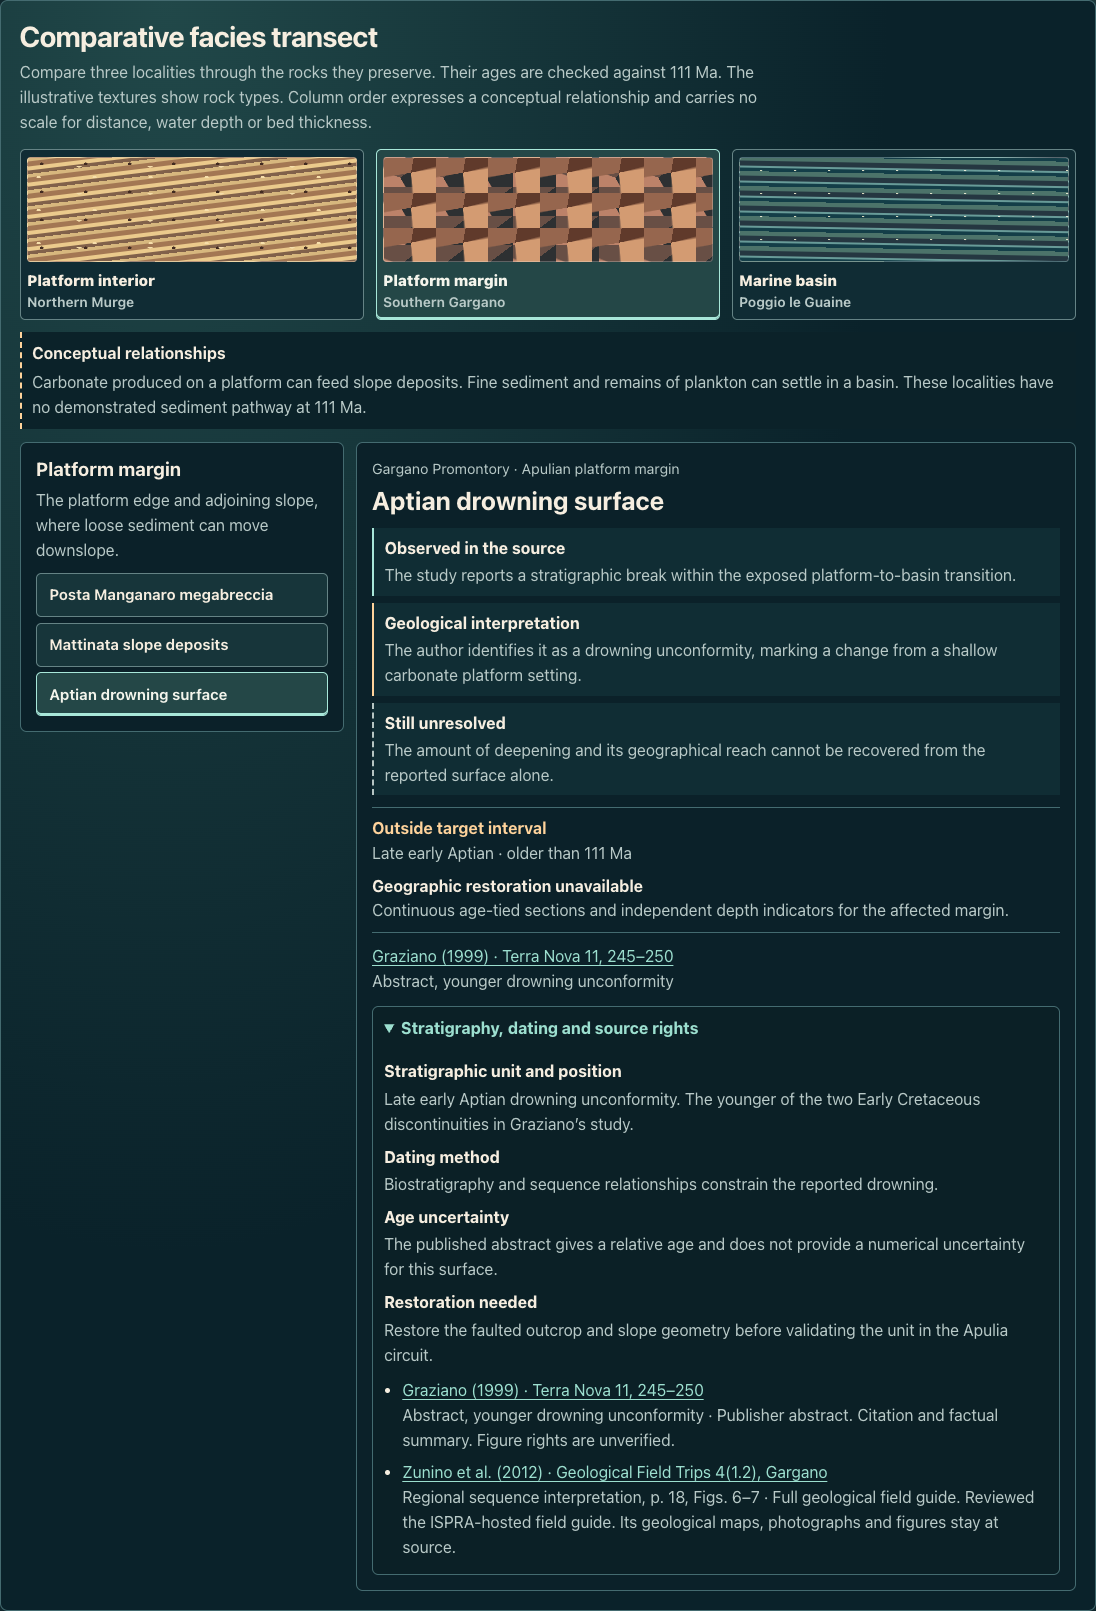 Comparative facies transect
Compare three localities through the rocks they preserve. Their ages are checked against 111 Ma. The
illustrative textures show rock types. Column order expresses a conceptual relationship and carries no
scale for distance, water depth or bed thickness.
Platform interior
Northern Murge
Platform margin
Southern Gargano
Marine basin
Poggio le Guaine
Conceptual relationships
Carbonate produced on a platform can feed slope deposits. Fine sediment and remains of plankton can settle in a basin. These localities have
no demonstrated sediment pathway at 111 Ma.
Platform margin
The platform edge and adjoining slope,
where loose sediment can move
downslope.
Posta Manganaro megabreccia
Mattinata slope deposits
Aptian drowning surface
Gargano Promontory · Apulian platform margin
Aptian drowning surface
Observed in the source
The study reports a stratigraphic break within the exposed platform-to-basin transition.
Geological interpretation
The author identifies it as a drowning unconformity, marking a change from a shallow
carbonate platform setting.
Still unresolved
The amount of deepening and its geographical reach cannot be recovered from the
reported surface alone.
Outside target interval
Late early Aptian · older than 111 Ma
Geographic restoration unavailable
Continuous age-tied sections and independent depth indicators for the affected margin.
Graziano (1999) · Terra Nova 11, 245–250
Abstract, younger drowning unconformity
▼ Stratigraphy, dating and source rights
Stratigraphic unit and position
Late early Aptian drowning unconformity. The younger of the two Early Cretaceous
discontinuities in Graziano’s study.
Dating method
Biostratigraphy and sequence relationships constrain the reported drowning.
Age uncertainty
The published abstract gives a relative age and does not provide a numerical uncertainty
for this surface.
Restoration needed
Restore the faulted outcrop and slope geometry before validating the unit in the Apulia
circuit.
• Graziano (1999) · Terra Nova 11, 245–250
Abstract, younger drowning unconformity · Publisher abstract. Citation and factual
summary. Figure rights are unverified.
• Zunino et al. (2012) · Geological Field Trips 4(1.2), Gargano
Regional sequence interpretation, p. 18, Figs. 6–7 · Full geological field guide. Reviewed
the ISPRA-hosted field guide. Its geological maps, photographs and figures stay at
source.